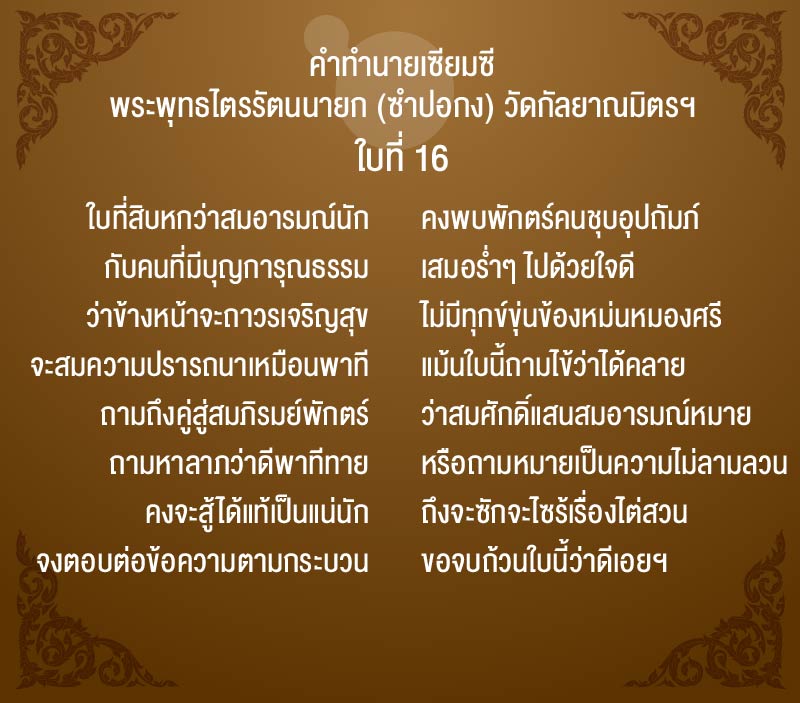 คำทำนายเซียมซี
พระพุทธไตรรัตนนายก (ซำปอกง) วัดกัลยาณมิตรฯ
ใบที่ 16
ใบที่สิบหกว่าสมอารมณ์นัก คงพบพักตร์คนชุบอุปถัมภ์
กับคนที่มีบุญการุณธรรม เสมอร่ำๆ ไปด้วยใจดี
ว่าข้างหน้าจะถาวรเจริญสุข ไม่มีทุกข์ขุ่นข้องหม่นหมองศรี
จะสมความปรารถนาเหมือนพาที แม้นใบนี้ถามไข้ว่าได้คลาย
ถามถึงคู่สู่สมภิรมย์พักตร์ ว่าสมศักดิ์แสนสมอารมณ์หมาย
ถามหาลาภว่าดีพาทีทาย หรือถามหมายเป็นความไม่ลามลวน
คงจะสู้ได้แท้เป็นแน่นัก ถึงจะซักจะไซร้เรื่องไต่สวน
จงตอบต่อข้อความตามกระบวน ขอจบถ้วนใบนี้ว่าดีเอยฯ